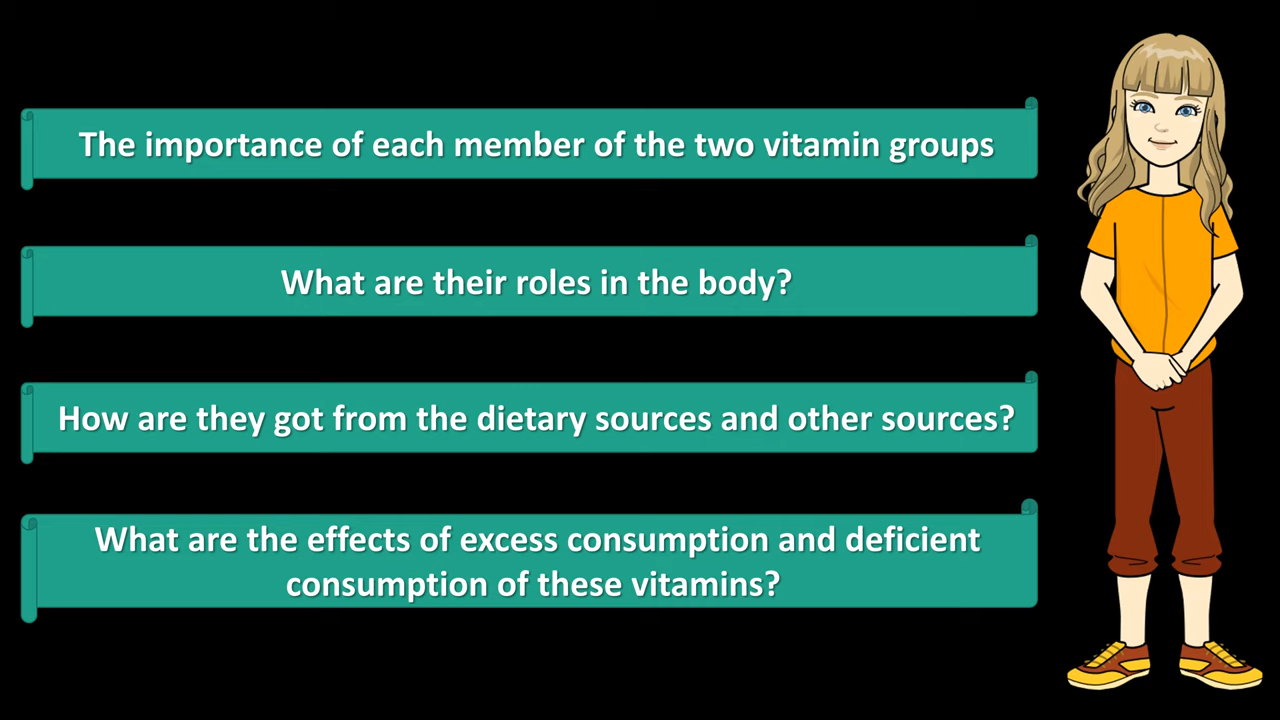 The importance of each member of the two vitamin groups
What are their roles in the body?
How are they got from the dietary sources and other sources?
What are the effects of excess consumption and deficient
consumption of these vitamins?